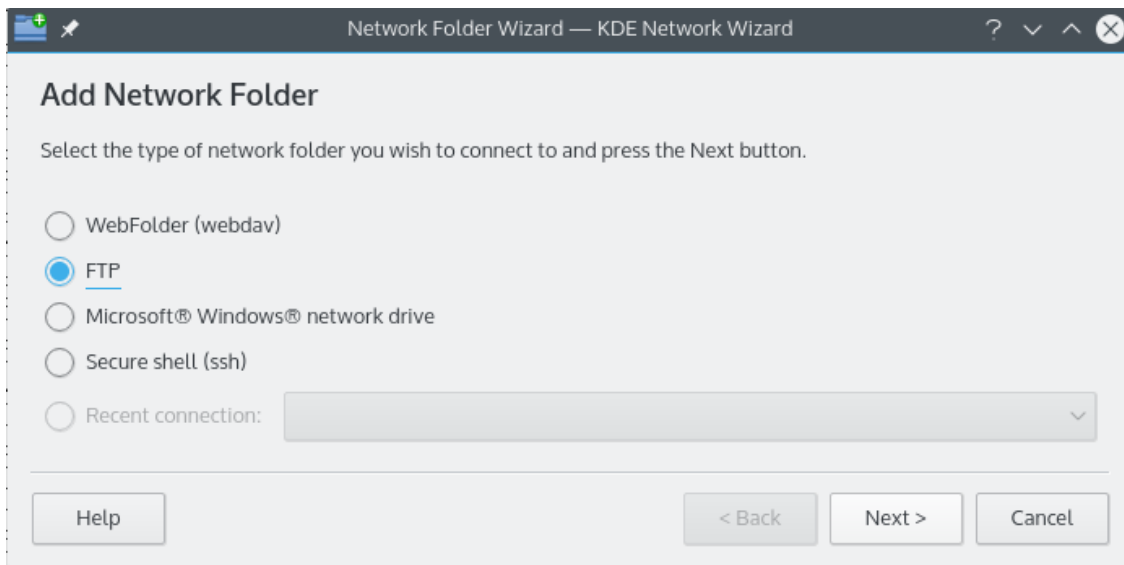 Network Folder Wizard — KDE Network Wizard
Add Network Folder
Select the type of network folder you wish to connect to and press the Next button.
WebFolder (webdav)
FTP
Microsoft® Windows® network drive
Secure shell (ssh)
Recent connection:
Help < Back Next > Cancel